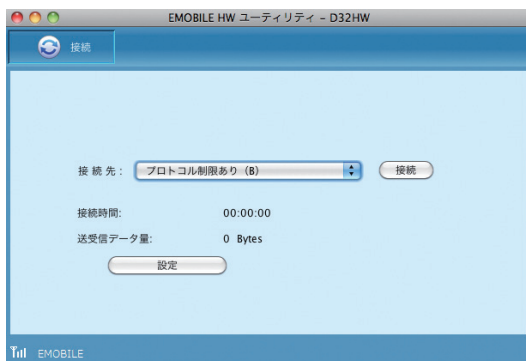 EMOBILE HW ユーティリティ - D32HW
接続
接続先: プロトコル制限あり (B) 接続
接続時間: 00:00:00
送受信データ量: 0 Bytes
設定
EMOBILE